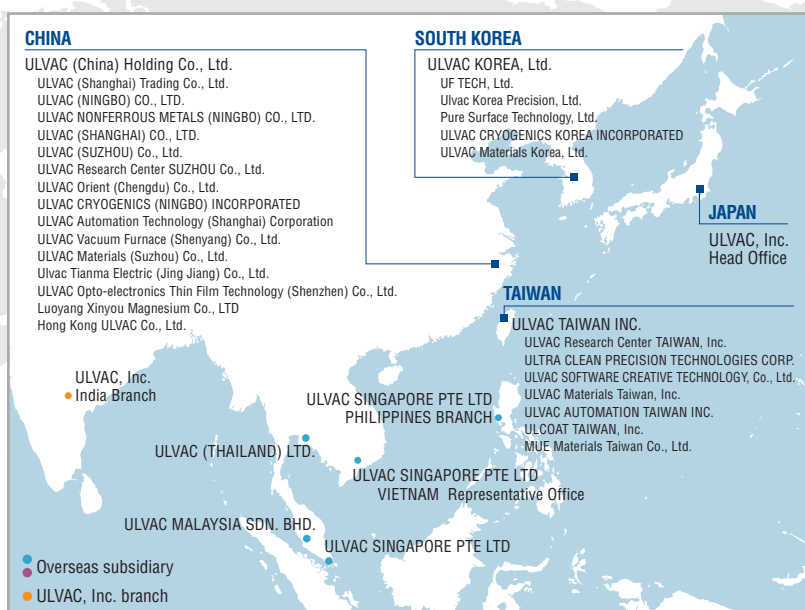 CHINA
ULVAC (China) Holding Co., Ltd.
ULVAC (Shanghai) Trading Co., Ltd.
ULVAC (NINGBO) CO., LTD.
ULVAC NONFERROUS METALS (NINGBO) CO., LTD.
ULVAC (SHANGHAI) CO., LTD.
ULVAC (SUZHOU) Co., Ltd.
ULVAC Research Center SUZHOU Co., Ltd.
ULVAC Orient (Chengdu) Co., Ltd.
ULVAC CRYOGENICS (NINGBO) INCORPORATED
ULVAC Automation Technology (Shanghai) Corporation
ULVAC Vacuum Furnace (Shenyang) Co., Ltd.
ULVAC Materials (Suzhou) Co., Ltd.
Ulvac Tianma Electric (Jing Jiang) Co., Ltd.
ULVAC Opto-electronics Thin Film Technology (Shenzhen) Co., Ltd.
Luoyang Xinyou Magnesium Co., LTD
Hong Kong ULVAC Co., Ltd.
SOUTH KOREA
ULVAC KOREA, Ltd.
UF TECH, Ltd.
Ulvac Korea Precision, Ltd.
Pure Surface Technology, Ltd.
ULVAC CRYOGENICS KOREA INCORPORATED
ULVAC Materials Korea, Ltd.
JAPAN
ULVAC, Inc.
Head Office
TAIWAN
ULVAC TAIWAN INC.
ULVAC Research Center TAIWAN, Inc.
ULTRA CLEAN PRECISION TECHNOLOGIES CORP.
ULVAC SOFTWARE CREATIVE TECHNOLOGY, Co., Ltd.
ULVAC Materials Taiwan, Inc.
ULVAC AUTOMATION TAIWAN INC.
ULCOAT TAIWAN, Inc.
MUE Materials Taiwan Co., Ltd.
ULVAC, Inc.
India Branch
ULVAC SINGAPORE PTE LTD
PHILIPPINES BRANCH
ULVAC (THAILAND) LTD.
ULVAC SINGAPORE PTE LTD
VIETNAM Representative Office
ULVAC MALAYSIA SDN. BHD.
ULVAC SINGAPORE PTE LTD
Overseas subsidiary
ULVAC, Inc. branch